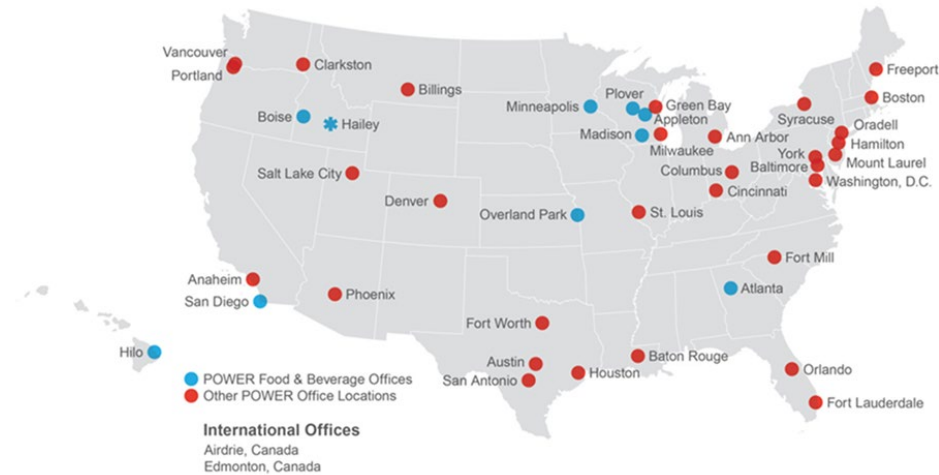 Vancouver
Portland
Clarkston
Billings
Boise
Hailey
Minneapolis
Plover
Green Bay
Appleton
Madison
Milwaukee
Ann Arbor
Freeport
Boston
Syracuse
Oradell
Hamilton
York
Mount Laurel
Baltimore
Washington, D.C.
Columbus
Cincinnati
Salt Lake City
Denver
Overland Park
St. Louis
Fort Mill
Anaheim
San Diego
Phoenix
Atlanta
Fort Worth
Austin
San Antonio
Houston
Baton Rouge
Orlando
Fort Lauderdale
Hilo
POWER Food & Beverage Offices
Other POWER Office Locations
International Offices
Airdrie, Canada
Edmonton, Canada